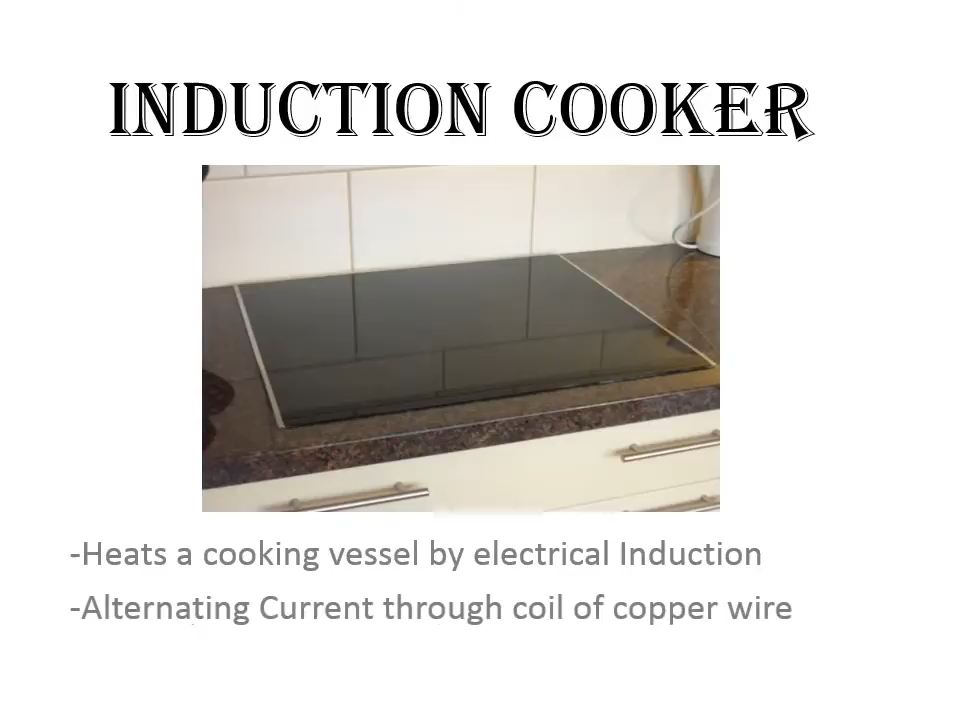 INDUCTION COOKER
-Heats a cooking vessel by electrical Induction
-Alternating Current through coil of copper wire